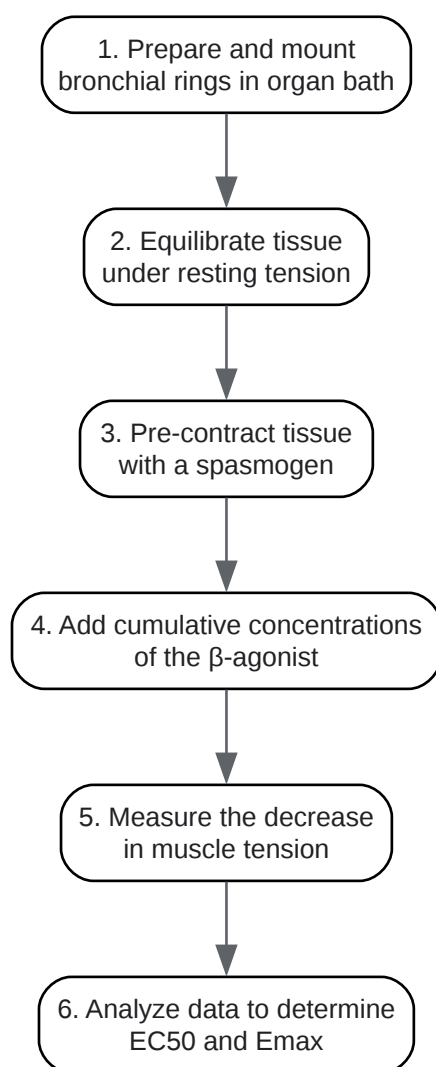 1. Prepare and mount
bronchial rings in organ bath
2. Equilibrate tissue
under resting tension
3. Pre-contract tissue
with a spasmogen
4. Add cumulative concentrations
of the β-agonist
5. Measure the decrease
in muscle tension
6. Analyze data to determine
EC50 and Emax